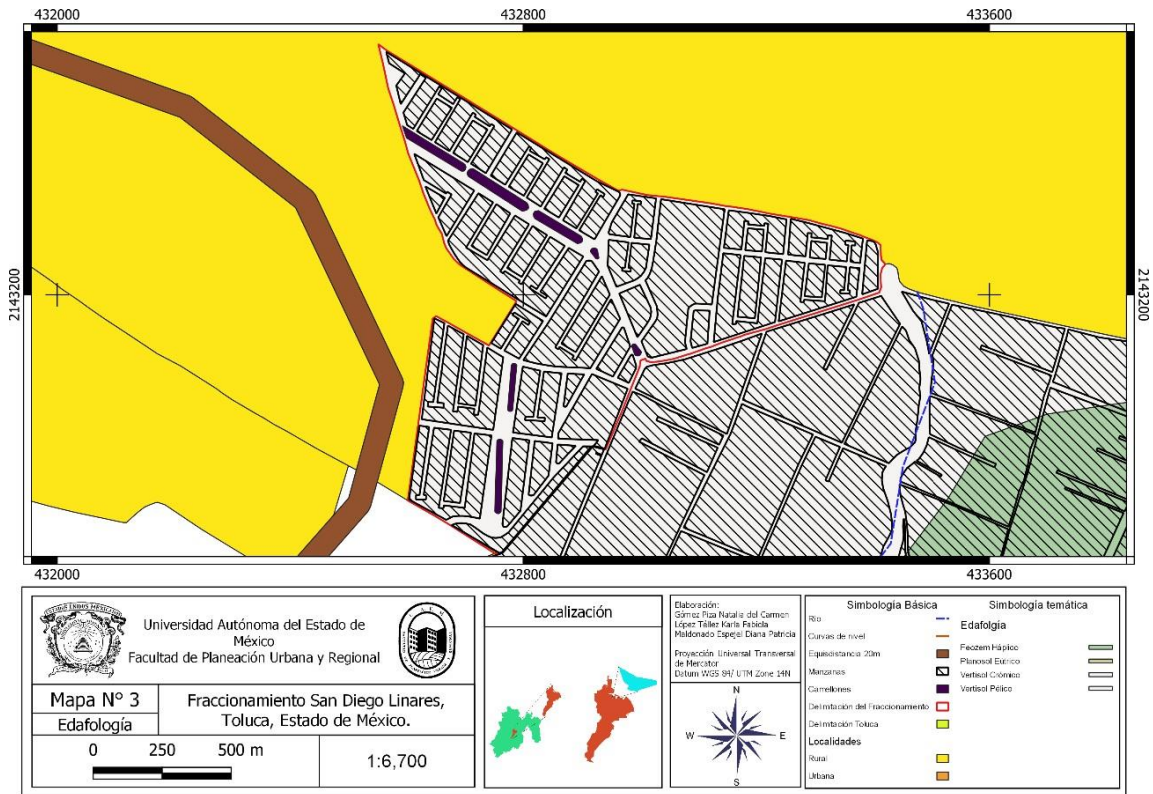 432000 432800 433600
2143200 2143200
432000 432800 433600
Universidad Autónoma del Estado de
México
Facultad de Planeación Urbana y Regional
Mapa N° 3
Edafología
Fraccionamiento San Diego Linares,
Toluca, Estado de México.
0 250 500 m
1:6,700
Localización
Elaboración:
Gómez Piza Natalia del Carmen
López Téllez Karla Fabiola
Maldonado Espejel Diana Patricia
Proyección Universal Transversal
de Mercator
Datum WGS 84/ UTM Zone 14N
N
W E
S
Simbología Básica
Río
Curvas de nivel
Equidistancia 20m
Manzanas
Camellones
Delimitación del Fraccionamiento
Delimitación Toluca
Localidades
Rural
Urbana
Simbología temática
Edafolgia
Feozem Háplco
Planosol Eútrico
Vertisol Crómico
Vertisol Pélico